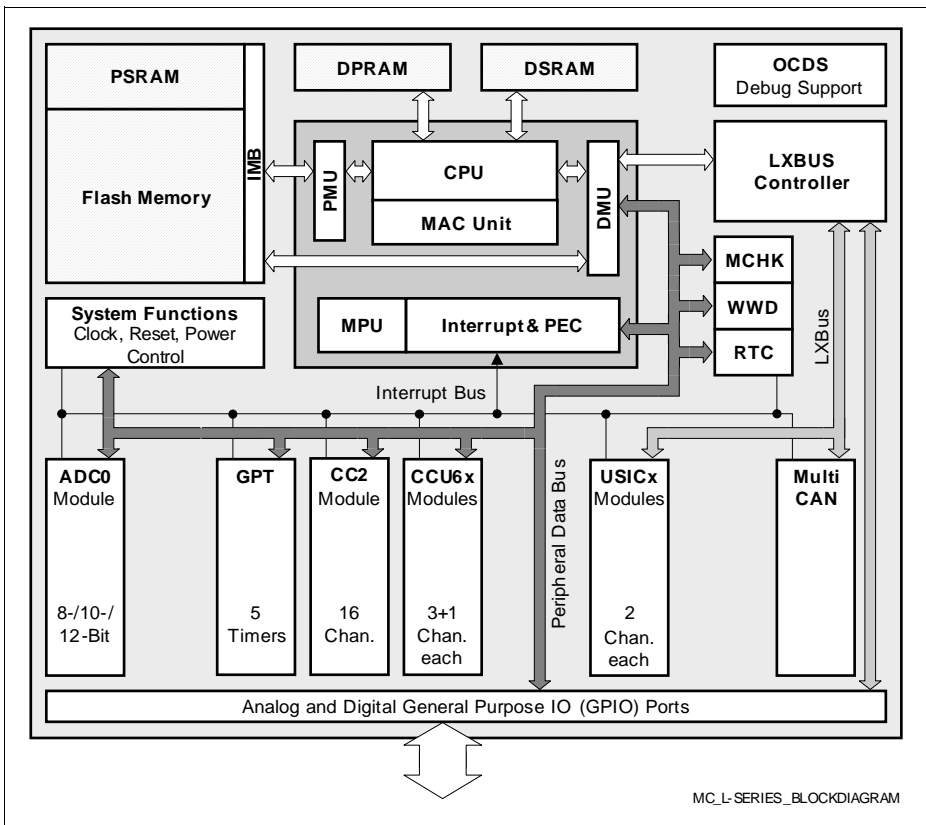 PSRAM
Flash Memory
IMB
DPRAM
DSRAM
OCDS
Debug Support
PMU
CPU
MAC Unit
DMU
LXBUS
Controller
MPU
Interrupt & PEC
MCHK
WWD
RTC
LXBus
System Functions
Clock, Reset, Power
Control
Interrupt Bus
Peripheral Data Bus
ADC0
Module
8-/10-/
12-Bit
GPT
5
Timers
CC2
Module
16
Chan.
CCU6x
Modules
3+1
Chan.
each
USICx
Modules
2
Chan.
each
Multi
CAN
Analog and Digital General Purpose IO (GPIO) Ports
MC_L-SERIES_BLOCKDIAGRAM